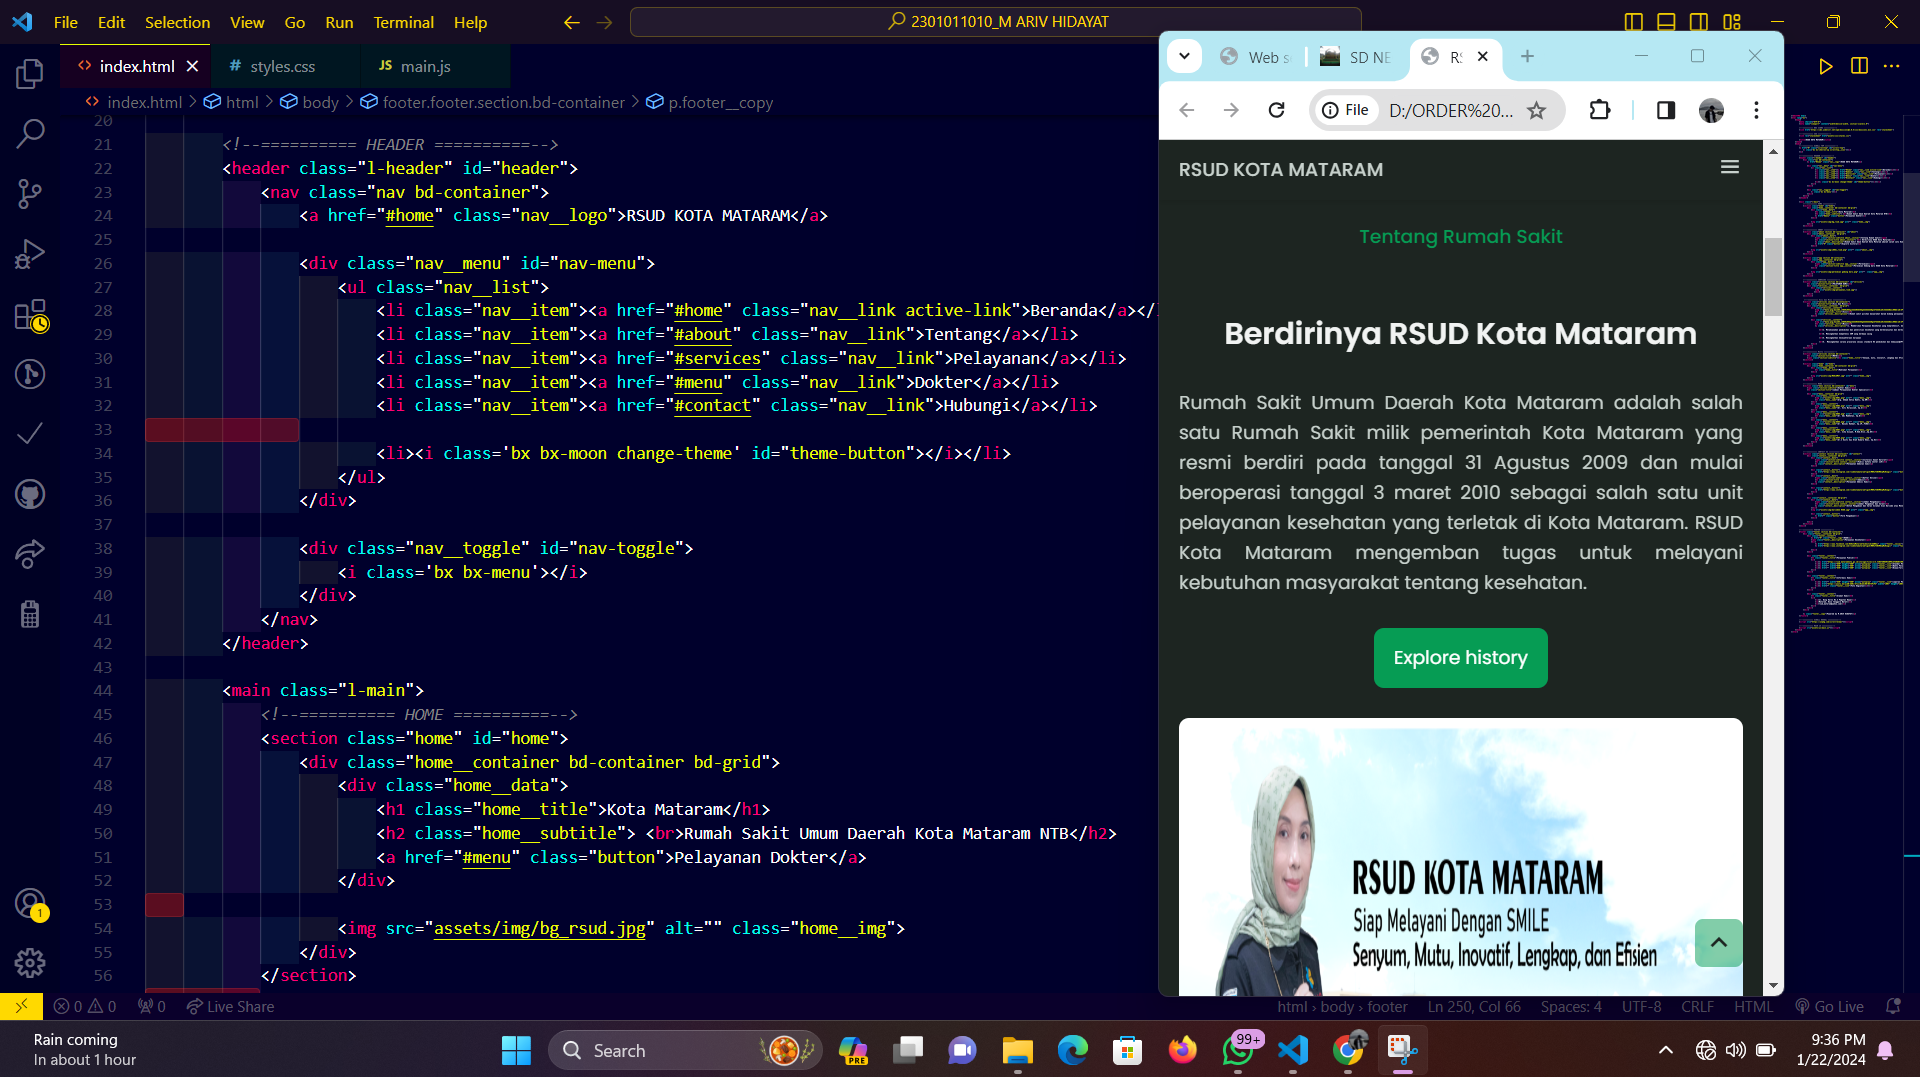 File Edit Selection View Go Run Terminal Help
2301011010_M ARIV HIDAYAT
index.html
styles.css
main.js
index.html > html > body > footer.footer.section.bd-container > p.footer__copy
20
21 <!--========== HEADER ==========-->
22 <header class="l-header" id="header">
23 <nav class="nav bd-container">
24 <a href="#home" class="nav__logo">RSUD KOTA MATARAM</a>
25
26 <div class="nav__menu" id="nav-menu">
27 <ul class="nav__list">
28 <li class="nav__item"><a href="#home" class="nav__link active-link">Beranda</a></
29 <li class="nav__item"><a href="#about" class="nav__link">Tentang</a></li>
30 <li class="nav__item"><a href="#services" class="nav__link">Pelayanan</a></li>
31 <li class="nav__item"><a href="#menu" class="nav__link">Dokter</a></li>
32 <li class="nav__item"><a href="#contact" class="nav__link">Hubungi</a></li>
33
34 <li><i class='bx bx-moon change-theme' id="theme-button"></i></li>
35 </ul>
36 </div>
37
38 <div class="nav__toggle" id="nav-toggle">
39 <i class='bx bx-menu'></i>
40 </div>
41 </nav>
42 </header>
43
44 <main class="l-main">
45 <!--========== HOME ==========-->
46 <section class="home" id="home">
47 <div class="home__container bd-container bd-grid">
48 <div class="home__data">
49 <h1 class="home__title">Kota Mataram</h1>
50 <h2 class="home__subtitle"> <br>Rumah Sakit Umum Daerah Kota Mataram NTB</h2>
51 <a href="#menu" class="button">Pelayanan Dokter</a>
52 </div>
53
54 <img src="assets/img/bg_rsud.jpg" alt="" class="home__img">
55 </div>
56 </section>
Web s
SD NE
RS
File D:/ORDER%20...
RSUD KOTA MATARAM
Tentang Rumah Sakit
Berdirinya RSUD Kota Mataram
Rumah Sakit Umum Daerah Kota Mataram adalah salah
satu Rumah Sakit milik pemerintah Kota Mataram yang
resmi berdiri pada tanggal 31 Agustus 2009 dan mulai
beroperasi tanggal 3 maret 2010 sebagai salah satu unit
pelayanan kesehatan yang terletak di Kota Mataram. RSUD
Kota Mataram mengemban tugas untuk melayani
kebutuhan masyarakat tentang kesehatan.
Explore history
RSUD KOTA MATARAM
Siap Melayani Dengan SMILE
Senyum, Mutu, Inovatif, Lengkap, dan Efisien
0 0 0 Live Share
html > body > footer Ln 250, Col 66 Spaces: 4 UTF-8 CRLF HTML Go Live
Rain coming
In about 1 hour
Search
PRE
99+
9:36 PM
1/22/2024